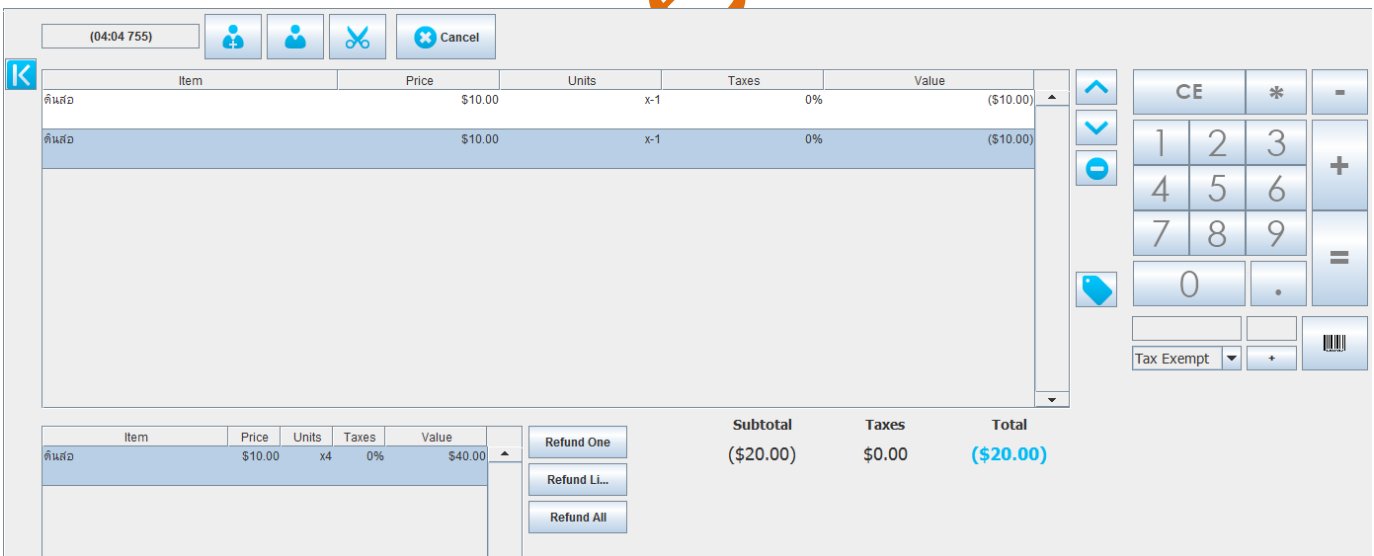 (04:04 755) Cancel
Item Price Units Taxes Value
ดินสอ $10.00 x-1 0% ($10.00)
ดินสอ $10.00 x-1 0% ($10.00)
CE * -
1 2 3 +
4 5 6
7 8 9 =
0 .
Tax Exempt +
Subtotal Taxes Total
($20.00) $0.00 ($20.00)
Item Price Units Taxes Value
ดินสอ $10.00 x4 0% $40.00
Refund One
Refund Li...
Refund All